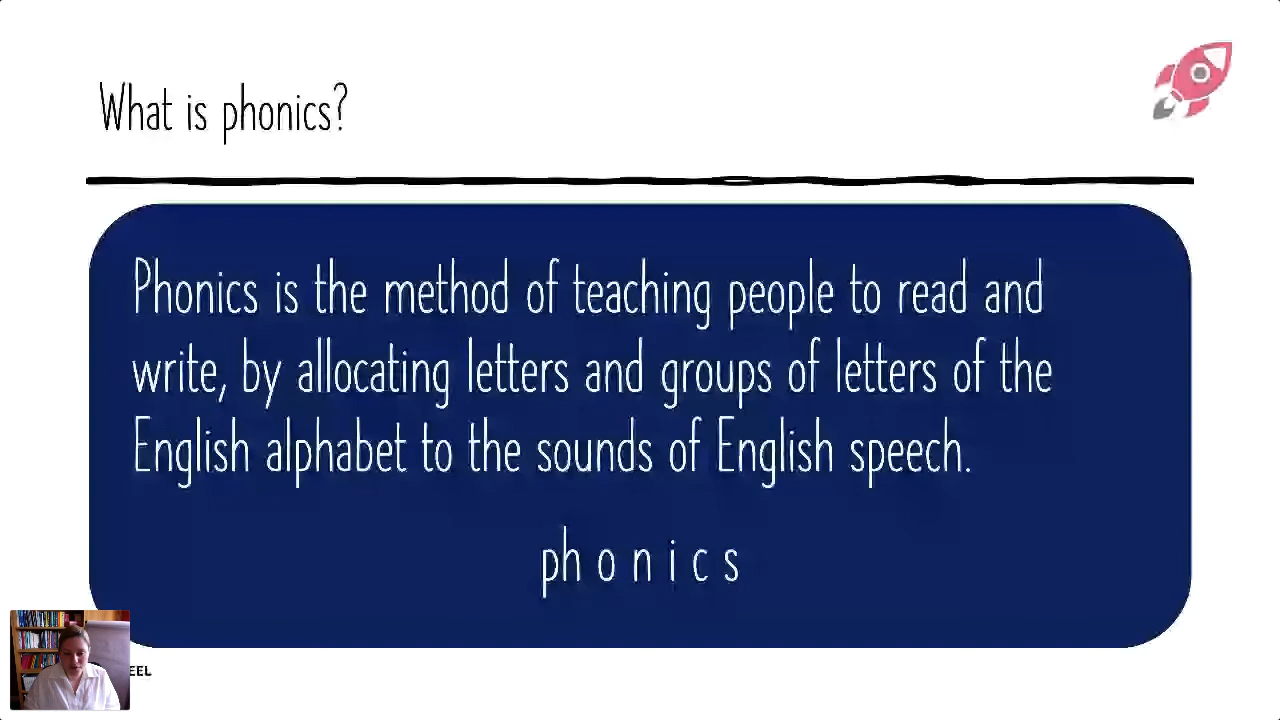 What is phonics?
Phonics is the method of teaching people to read and
write, by allocating letters and groups of letters of the
English alphabet to the sounds of English speech.
ph o n i c s
EEL